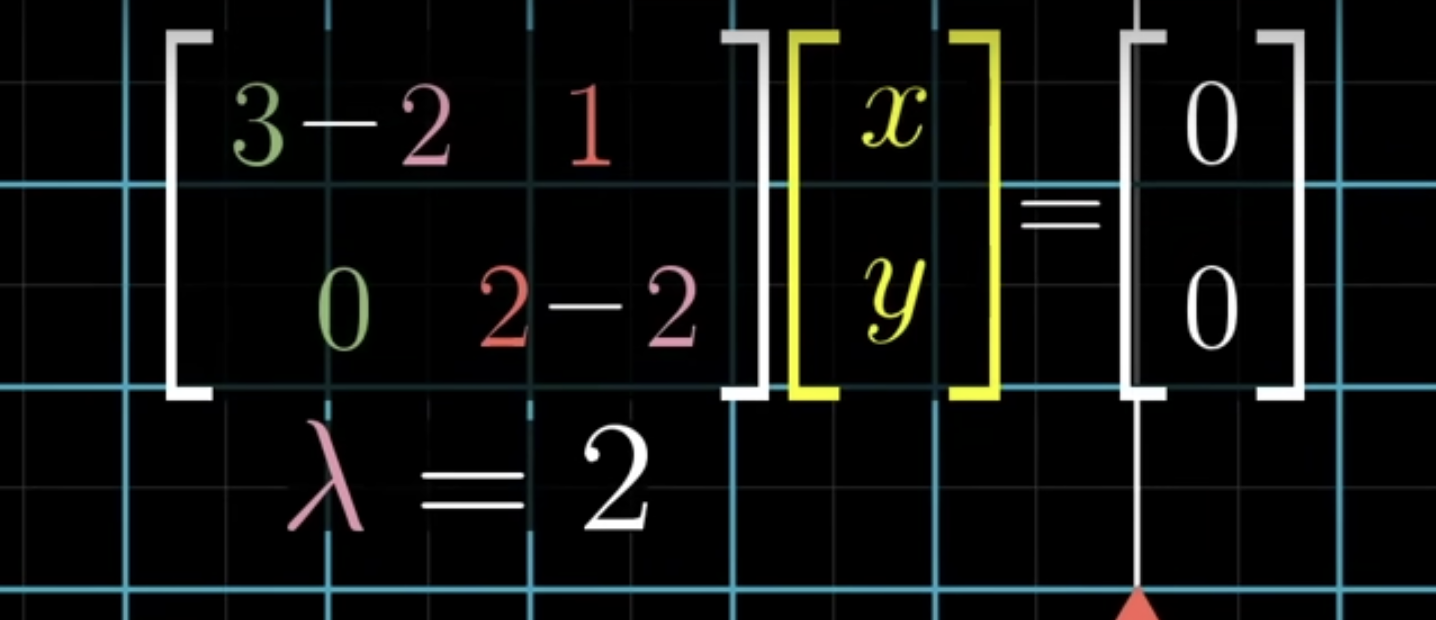 [3−2 1] [x] = [0]
[0 2−2] [y] [0]
λ = 2